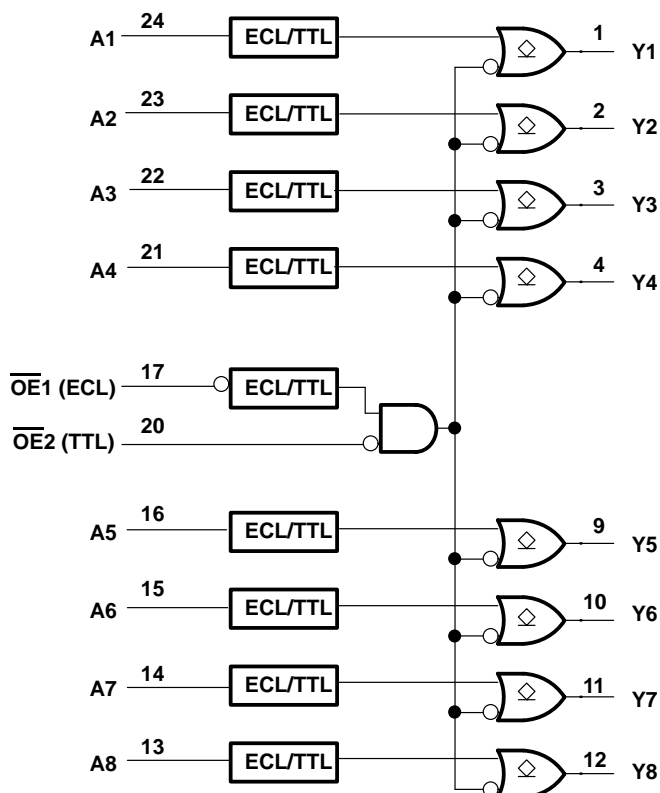 A1 24 ECL/TTL 1 Y1
A2 23 ECL/TTL 2 Y2
A3 22 ECL/TTL 3 Y3
A4 21 ECL/TTL 4 Y4
O̅E̅1 (ECL) 17 ECL/TTL
O̅E̅2 (TTL) 20
A5 16 ECL/TTL 9 Y5
A6 15 ECL/TTL 10 Y6
A7 14 ECL/TTL 11 Y7
A8 13 ECL/TTL 12 Y8